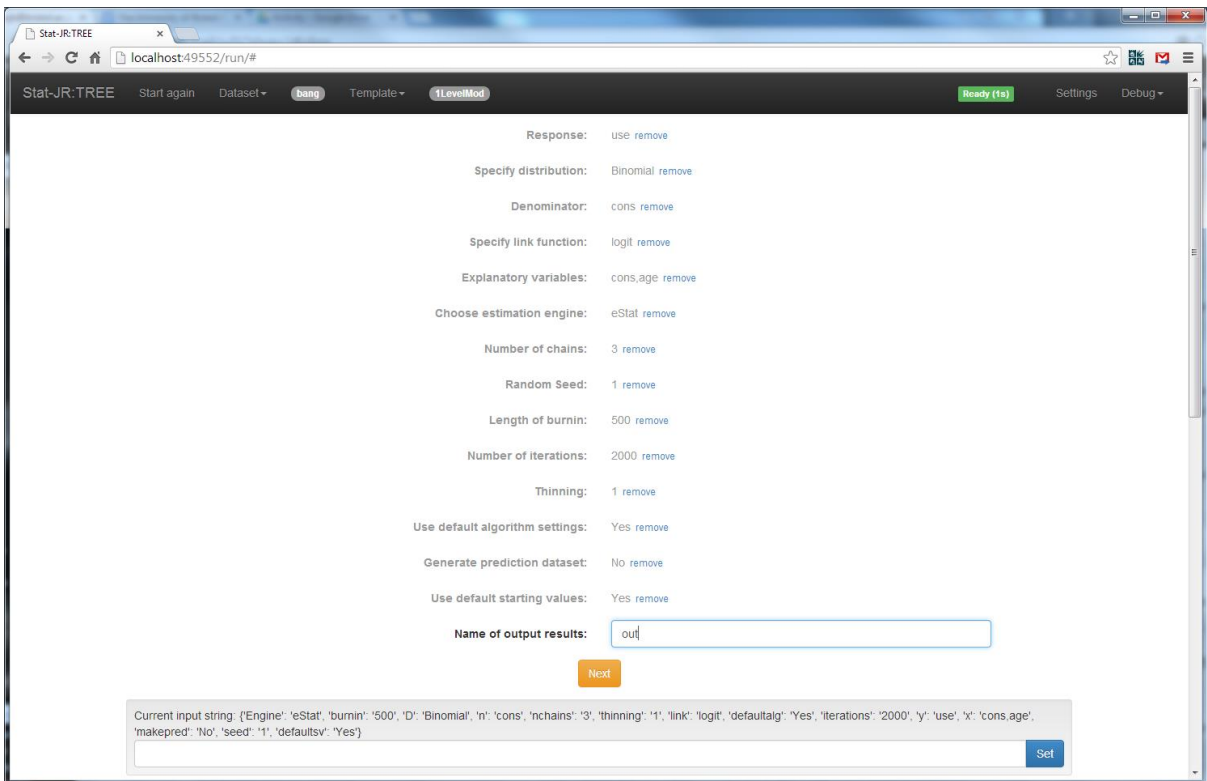 Stat-JR:TREE
localhost:49552/run/#
Stat-JR:TREE Start again Dataset bang Template 1LevelMod Ready (1s) Settings Debug
Response: use remove
Specify distribution: Binomial remove
Denominator: cons remove
Specify link function: logit remove
Explanatory variables: cons,age remove
Choose estimation engine: eStat remove
Number of chains: 3 remove
Random Seed: 1 remove
Length of burnin: 500 remove
Number of iterations: 2000 remove
Thinning: 1 remove
Use default algorithm settings: Yes remove
Generate prediction dataset: No remove
Use default starting values: Yes remove
Name of output results: out
Next
Current input string: {'Engine': 'eStat', 'burnin': '500', 'D': 'Binomial', 'n': 'cons', 'nchains': '3', 'thinning': '1', 'link': 'logit', 'defaultalg': 'Yes', 'iterations': '2000', 'y': 'use', 'x': 'cons,age',
'makepred': 'No', 'seed': '1', 'defaultsv': 'Yes'}
Set